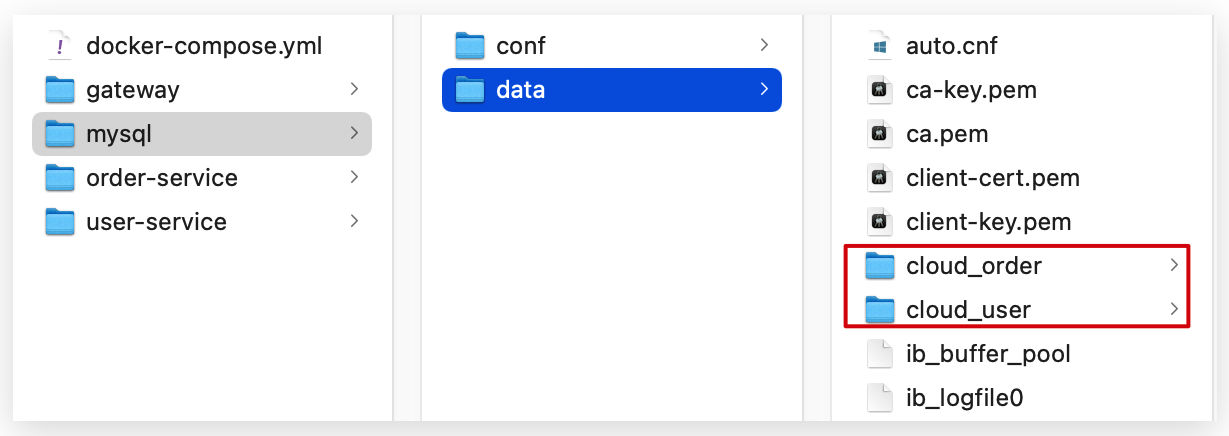 docker-compose.yml
gateway
mysql
order-service
user-service
conf
data
auto.cnf
ca-key.pem
ca.pem
client-cert.pem
client-key.pem
cloud_order
cloud_user
ib_buffer_pool
ib_logfile0